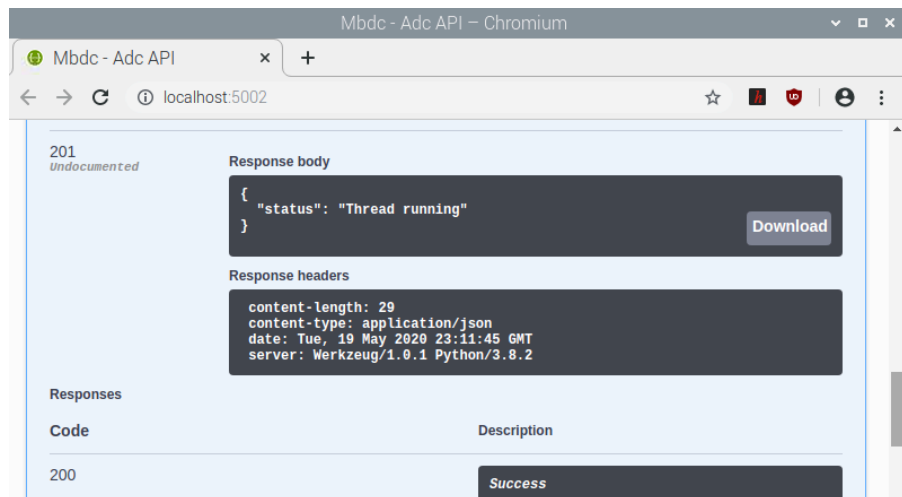 Mbdc - Adc API – Chromium
Mbdc - Adc API
localhost:5002
201
Undocumented
Response body
{
"status": "Thread running"
}
Download
Response headers
content-length: 29
content-type: application/json
date: Tue, 19 May 2020 23:11:45 GMT
server: Werkzeug/1.0.1 Python/3.8.2
Responses
Code Description
200 Success